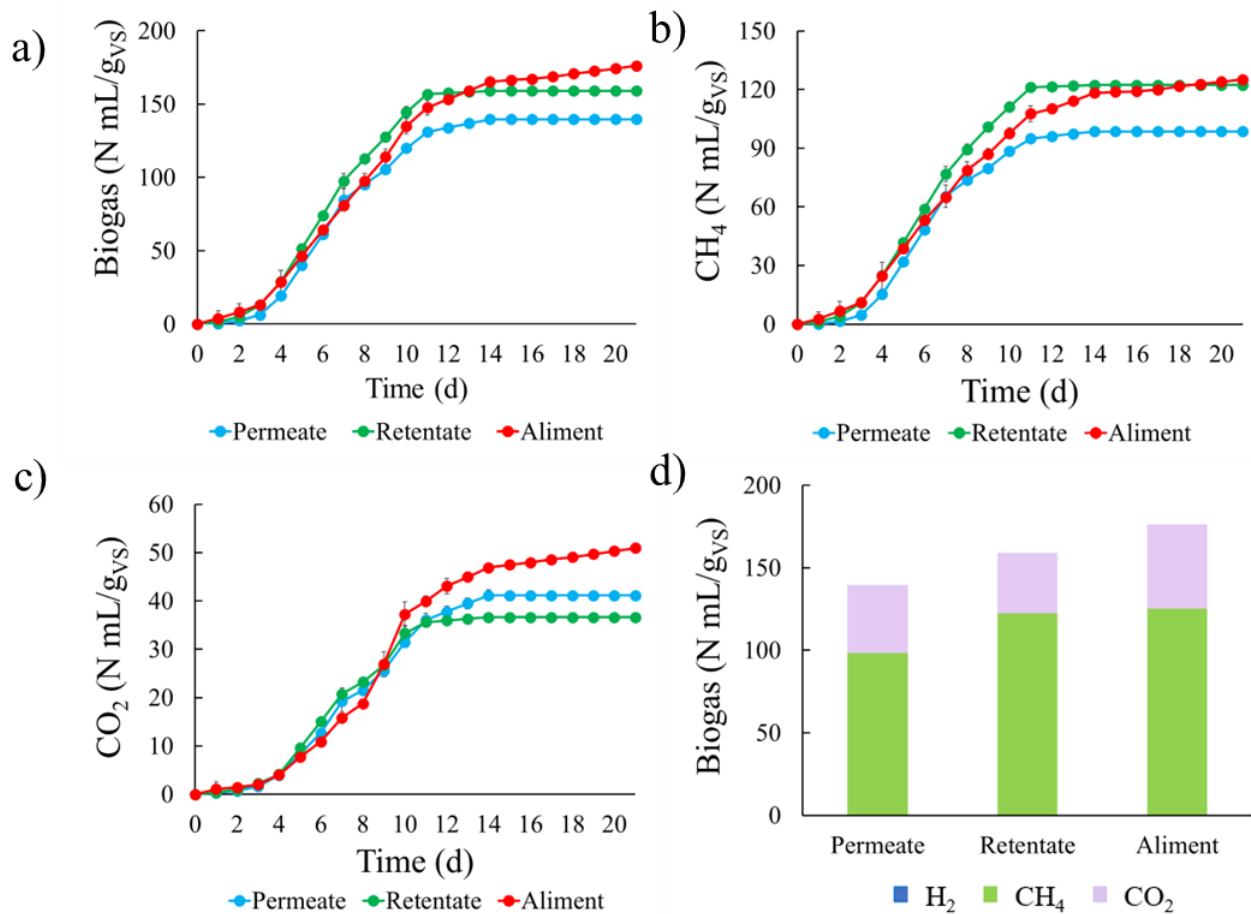 a)
Biogas (N mL/gVS)
200
150
100
50
0
0 2 4 6 8 10 12 14 16 18 20
Time (d)
Permeate Retentate Aliment
b)
CH4 (N mL/gVS)
150
120
90
60
30
0
0 2 4 6 8 10 12 14 16 18 20
Time (d)
Permeate Retentate Aliment
c)
CO2 (N mL/gVS)
60
50
40
30
20
10
0
0 2 4 6 8 10 12 14 16 18 20
Time (d)
Permeate Retentate Aliment
d)
Biogas (N mL/gVS)
200
150
100
50
0
Permeate Retentate Aliment
H2 CH4 CO2